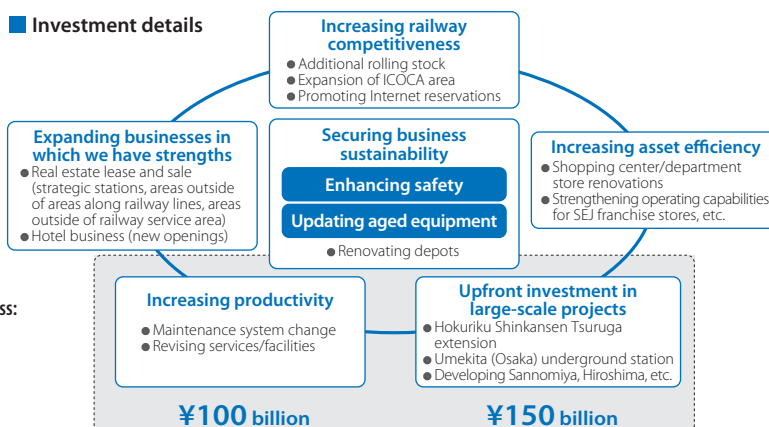 Investment details
Increasing railway
competitiveness
● Additional rolling stock
● Expansion of ICOCA area
● Promoting Internet reservations
Expanding businesses in
which we have strengths
● Real estate lease and sale
(strategic stations, areas outside
of areas along railway lines, areas
outside of railway service area)
● Hotel business (new openings)
Securing business
sustainability
Enhancing safety
Updating aged equipment
● Renovating depots
Increasing asset efficiency
● Shopping center/department
store renovations
● Strengthening operating capabilities
for SEJ franchise stores, etc.
ss:
Increasing productivity
● Maintenance system change
● Revising services/facilities
Upfront investment in
large-scale projects
● Hokuriku Shinkansen Tsuruga
extension
● Umekita (Osaka) underground station
● Developing Sannomiya, Hiroshima, etc.
¥100 billion
¥150 billion